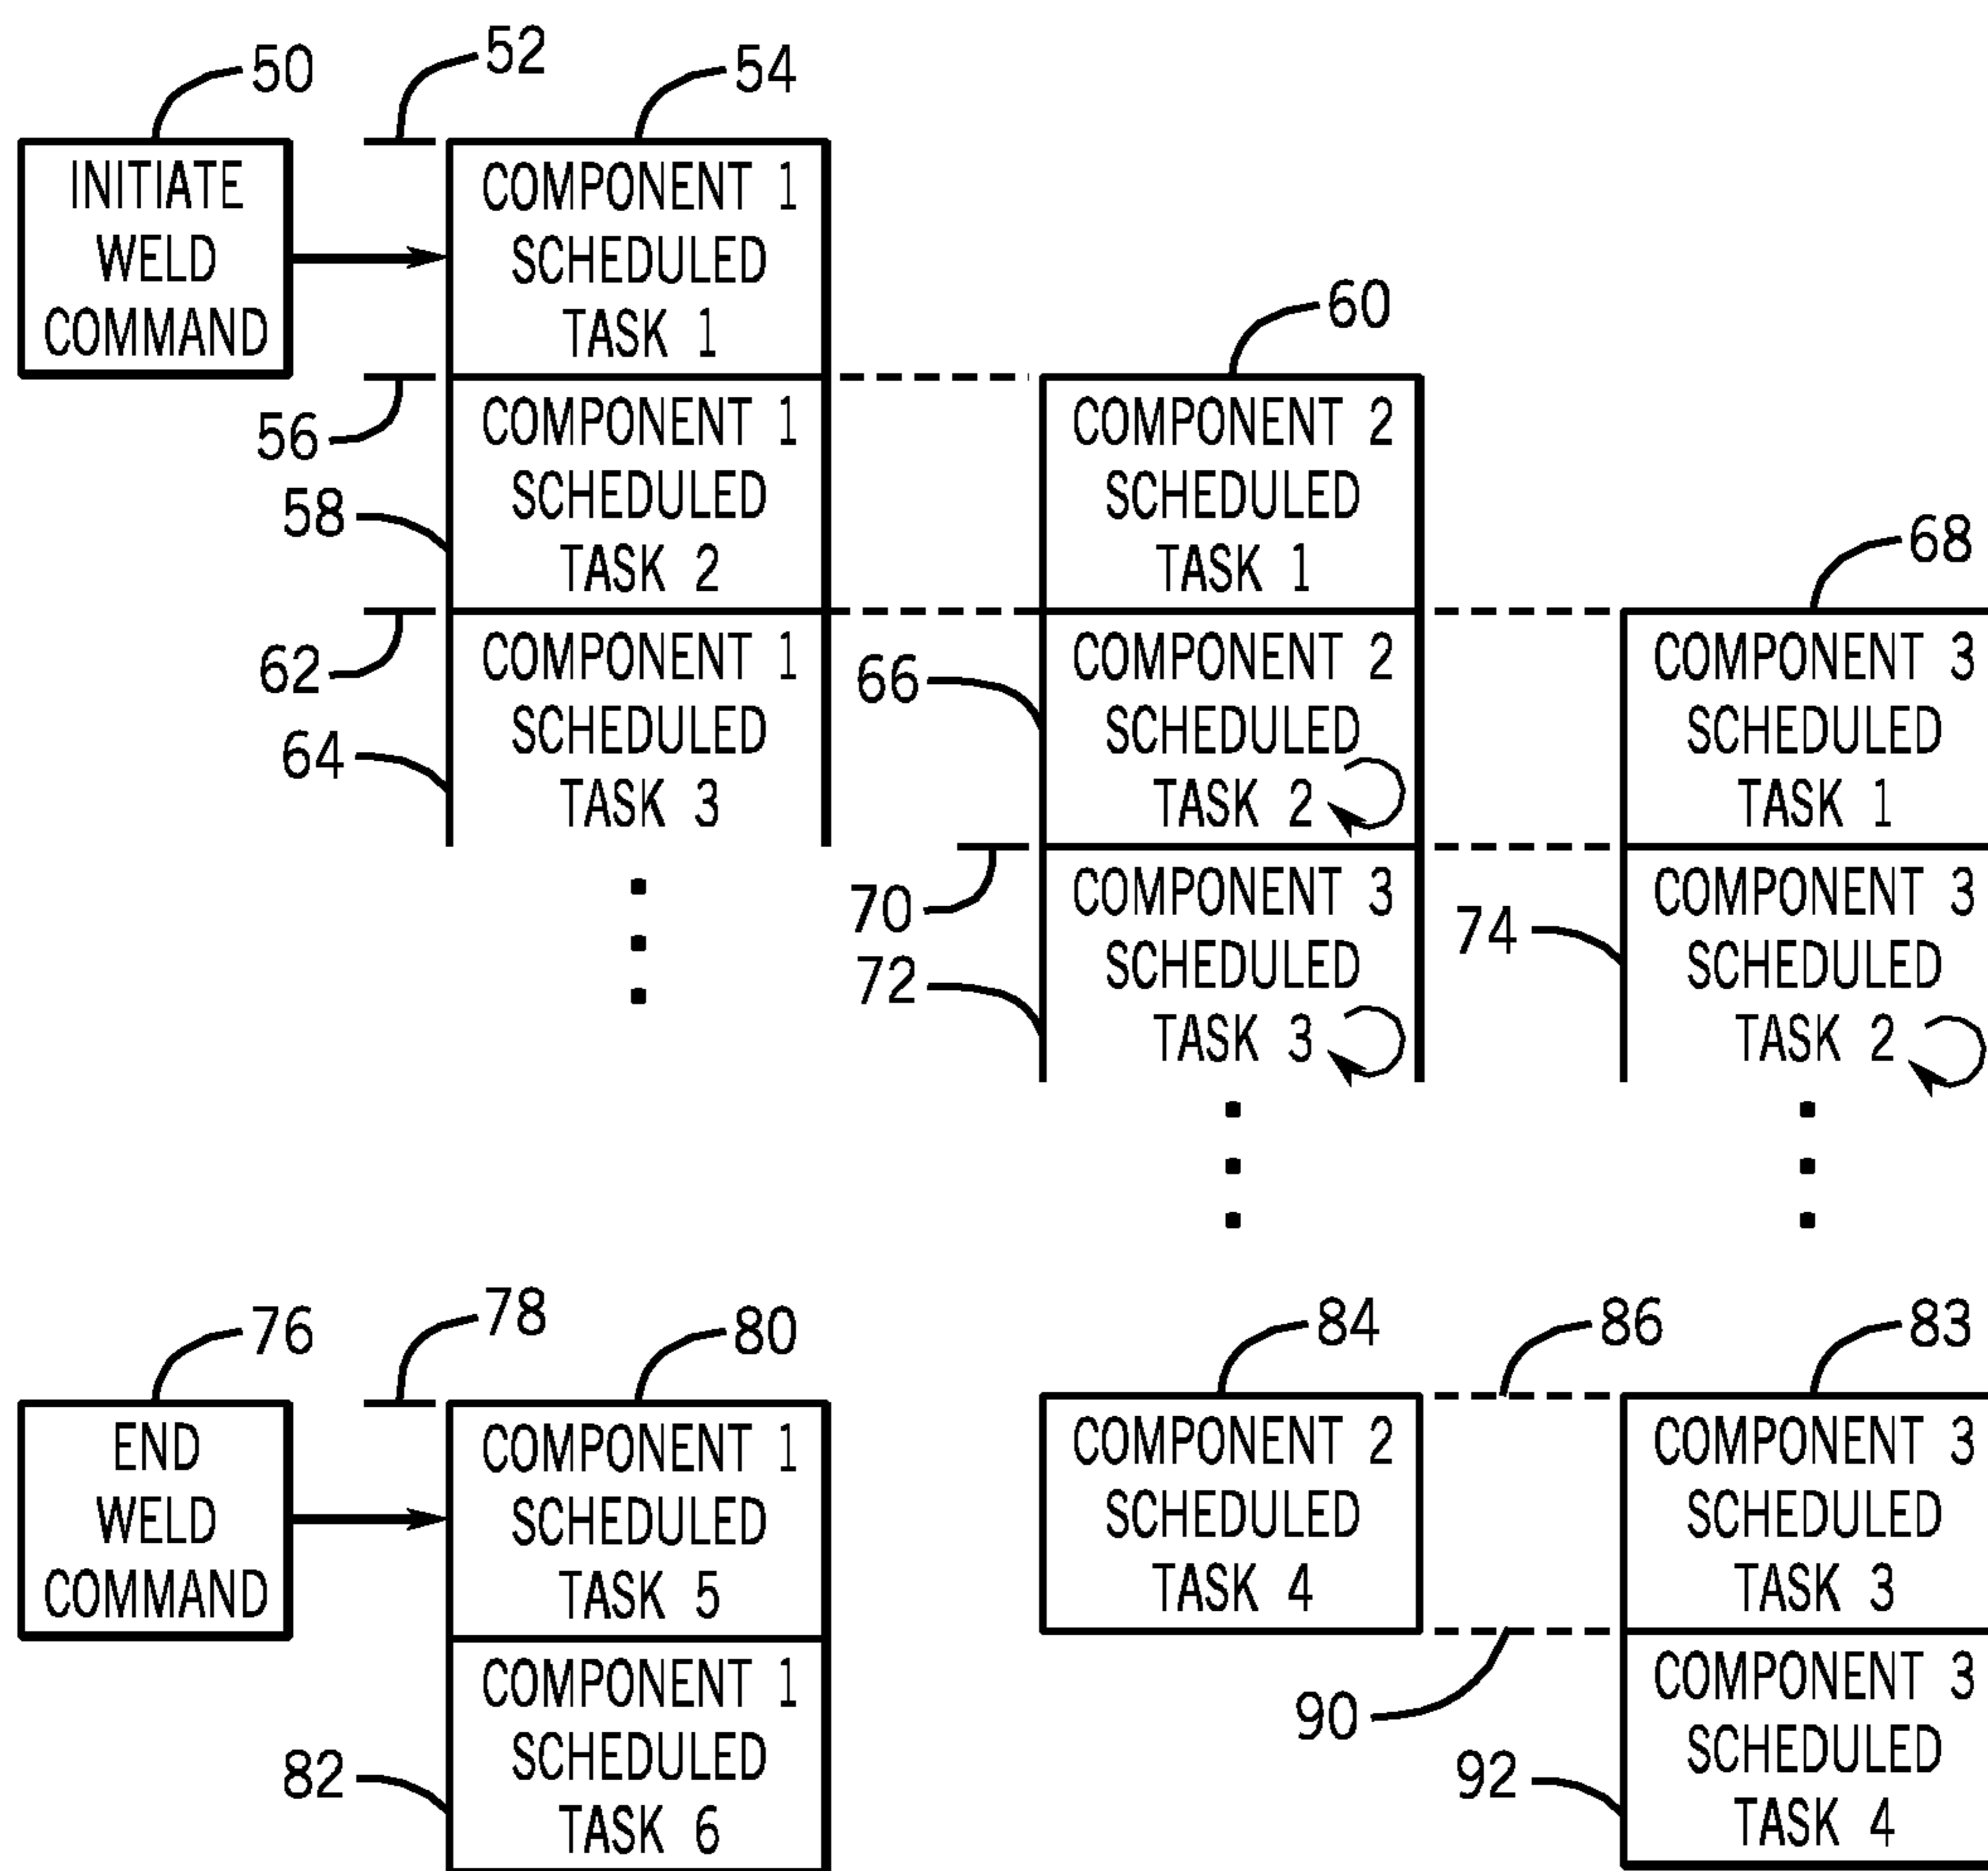 50
52
54
INITIATE
WELD
COMMAND
COMPONENT 1
SCHEDULED
TASK 1
56
58
COMPONENT 1
SCHEDULED
TASK 2
60
COMPONENT 2
SCHEDULED
TASK 1
62
64
COMPONENT 1
SCHEDULED
TASK 3
66
COMPONENT 2
SCHEDULED
TASK 2
68
COMPONENT 3
SCHEDULED
TASK 1
70
72
COMPONENT 3
SCHEDULED
TASK 3
74
COMPONENT 3
SCHEDULED
TASK 2
76
78
80
END
WELD
COMMAND
COMPONENT 1
SCHEDULED
TASK 5
84
86
83
COMPONENT 2
SCHEDULED
TASK 4
COMPONENT 3
SCHEDULED
TASK 3
82
COMPONENT 1
SCHEDULED
TASK 6
90
92
COMPONENT 3
SCHEDULED
TASK 4